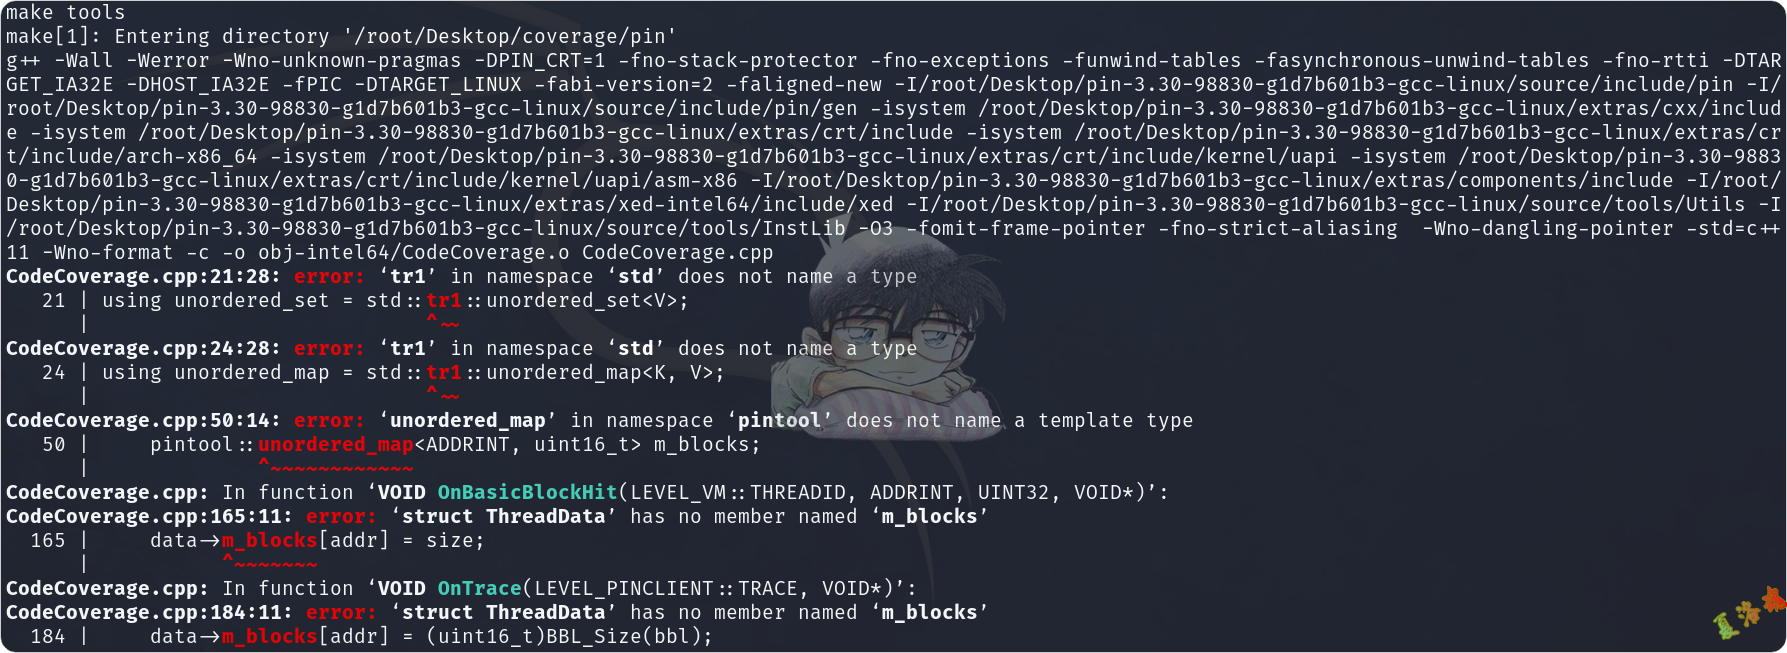 make tools
make[1]: Entering directory '/root/Desktop/coverage/pin'
g++ -Wall -Werror -Wno-unknown-pragmas -DPIN_CRT=1 -fno-stack-protector -fno-exceptions -funwind-tables -fasynchronous-unwind-tables -fno-rtti -DTAR
GET_IA32E -DHOST_IA32E -fPIC -DTARGET_LINUX -fabi-version=2 -faligned-new -I/root/Desktop/pin-3.30-98830-g1d7b601b3-gcc-linux/source/include/pin -I/
root/Desktop/pin-3.30-98830-g1d7b601b3-gcc-linux/source/include/pin/gen -isystem /root/Desktop/pin-3.30-98830-g1d7b601b3-gcc-linux/extras/cxx/includ
e -isystem /root/Desktop/pin-3.30-98830-g1d7b601b3-gcc-linux/extras/crt/include -isystem /root/Desktop/pin-3.30-98830-g1d7b601b3-gcc-linux/extras/cr
t/include/arch-x86_64 -isystem /root/Desktop/pin-3.30-98830-g1d7b601b3-gcc-linux/extras/crt/include/kernel/uapi -isystem /root/Desktop/pin-3.30-9883
0-g1d7b601b3-gcc-linux/extras/crt/include/kernel/uapi/asm-x86 -I/root/Desktop/pin-3.30-98830-g1d7b601b3-gcc-linux/extras/components/include -I/root/
Desktop/pin-3.30-98830-g1d7b601b3-gcc-linux/extras/xed-intel64/include/xed -I/root/Desktop/pin-3.30-98830-g1d7b601b3-gcc-linux/source/tools/Utils -I
/root/Desktop/pin-3.30-98830-g1d7b601b3-gcc-linux/source/tools/InstLib -O3 -fomit-frame-pointer -fno-strict-aliasing  -Wno-dangling-pointer -std=c++
11 -Wno-format -c -o obj-intel64/CodeCoverage.o CodeCoverage.cpp
CodeCoverage.cpp:21:28: error: ‘tr1’ in namespace ‘std’ does not name a type
   21 | using unordered_set = std::tr1::unordered_set<V>;
      |                            ^~~
CodeCoverage.cpp:24:28: error: ‘tr1’ in namespace ‘std’ does not name a type
   24 | using unordered_map = std::tr1::unordered_map<K, V>;
      |                            ^~~
CodeCoverage.cpp:50:14: error: ‘unordered_map’ in namespace ‘pintool’ does not name a template type
   50 |     pintool::unordered_map<ADDRINT, uint16_t> m_blocks;
      |              ^~~~~~~~~~~~~
CodeCoverage.cpp: In function ‘VOID OnBasicBlockHit(LEVEL_VM::THREADID, ADDRINT, UINT32, VOID*)’:
CodeCoverage.cpp:165:11: error: ‘struct ThreadData’ has no member named ‘m_blocks’
  165 |     data->m_blocks[addr] = size;
      |           ^~~~~~~~
CodeCoverage.cpp: In function ‘VOID OnTrace(LEVEL_PINCLIENT::TRACE, VOID*)’:
CodeCoverage.cpp:184:11: error: ‘struct ThreadData’ has no member named ‘m_blocks’
  184 |     data->m_blocks[addr] = (uint16_t)BBL_Size(bbl);